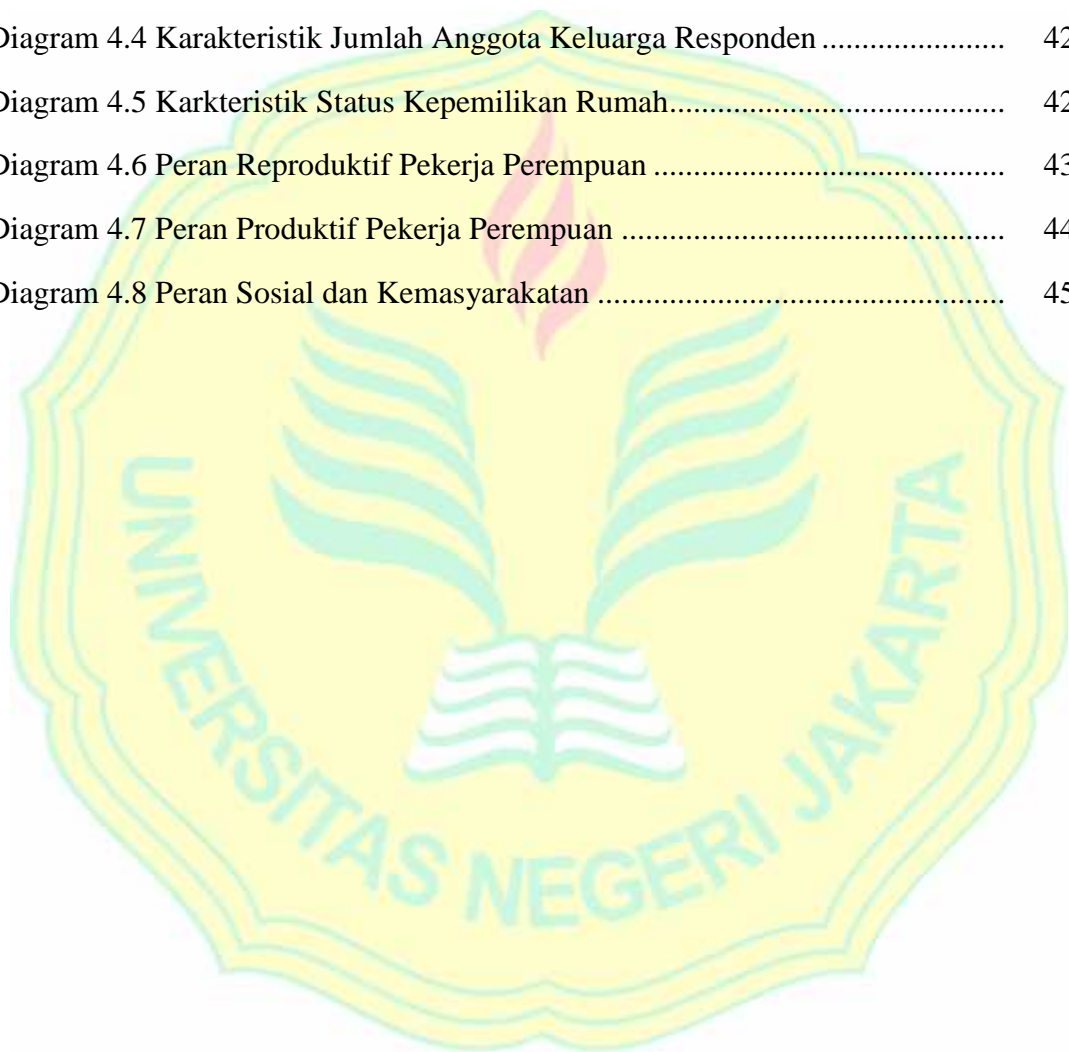 Diagram 4.4 Karakteristik Jumlah Anggota Keluarga Responden ...................... 42
Diagram 4.5 Karkteristik Status Kepemilikan Rumah..................................... 42
Diagram 4.6 Peran Reproduktif Pekerja Perempuan ....................................... 43
Diagram 4.7 Peran Produktif Pekerja Perempuan .......................................... 44
Diagram 4.8 Peran Sosial dan Kemasyarakatan ............................................. 45
UNIVERSITAS NEGERI JAKARTA